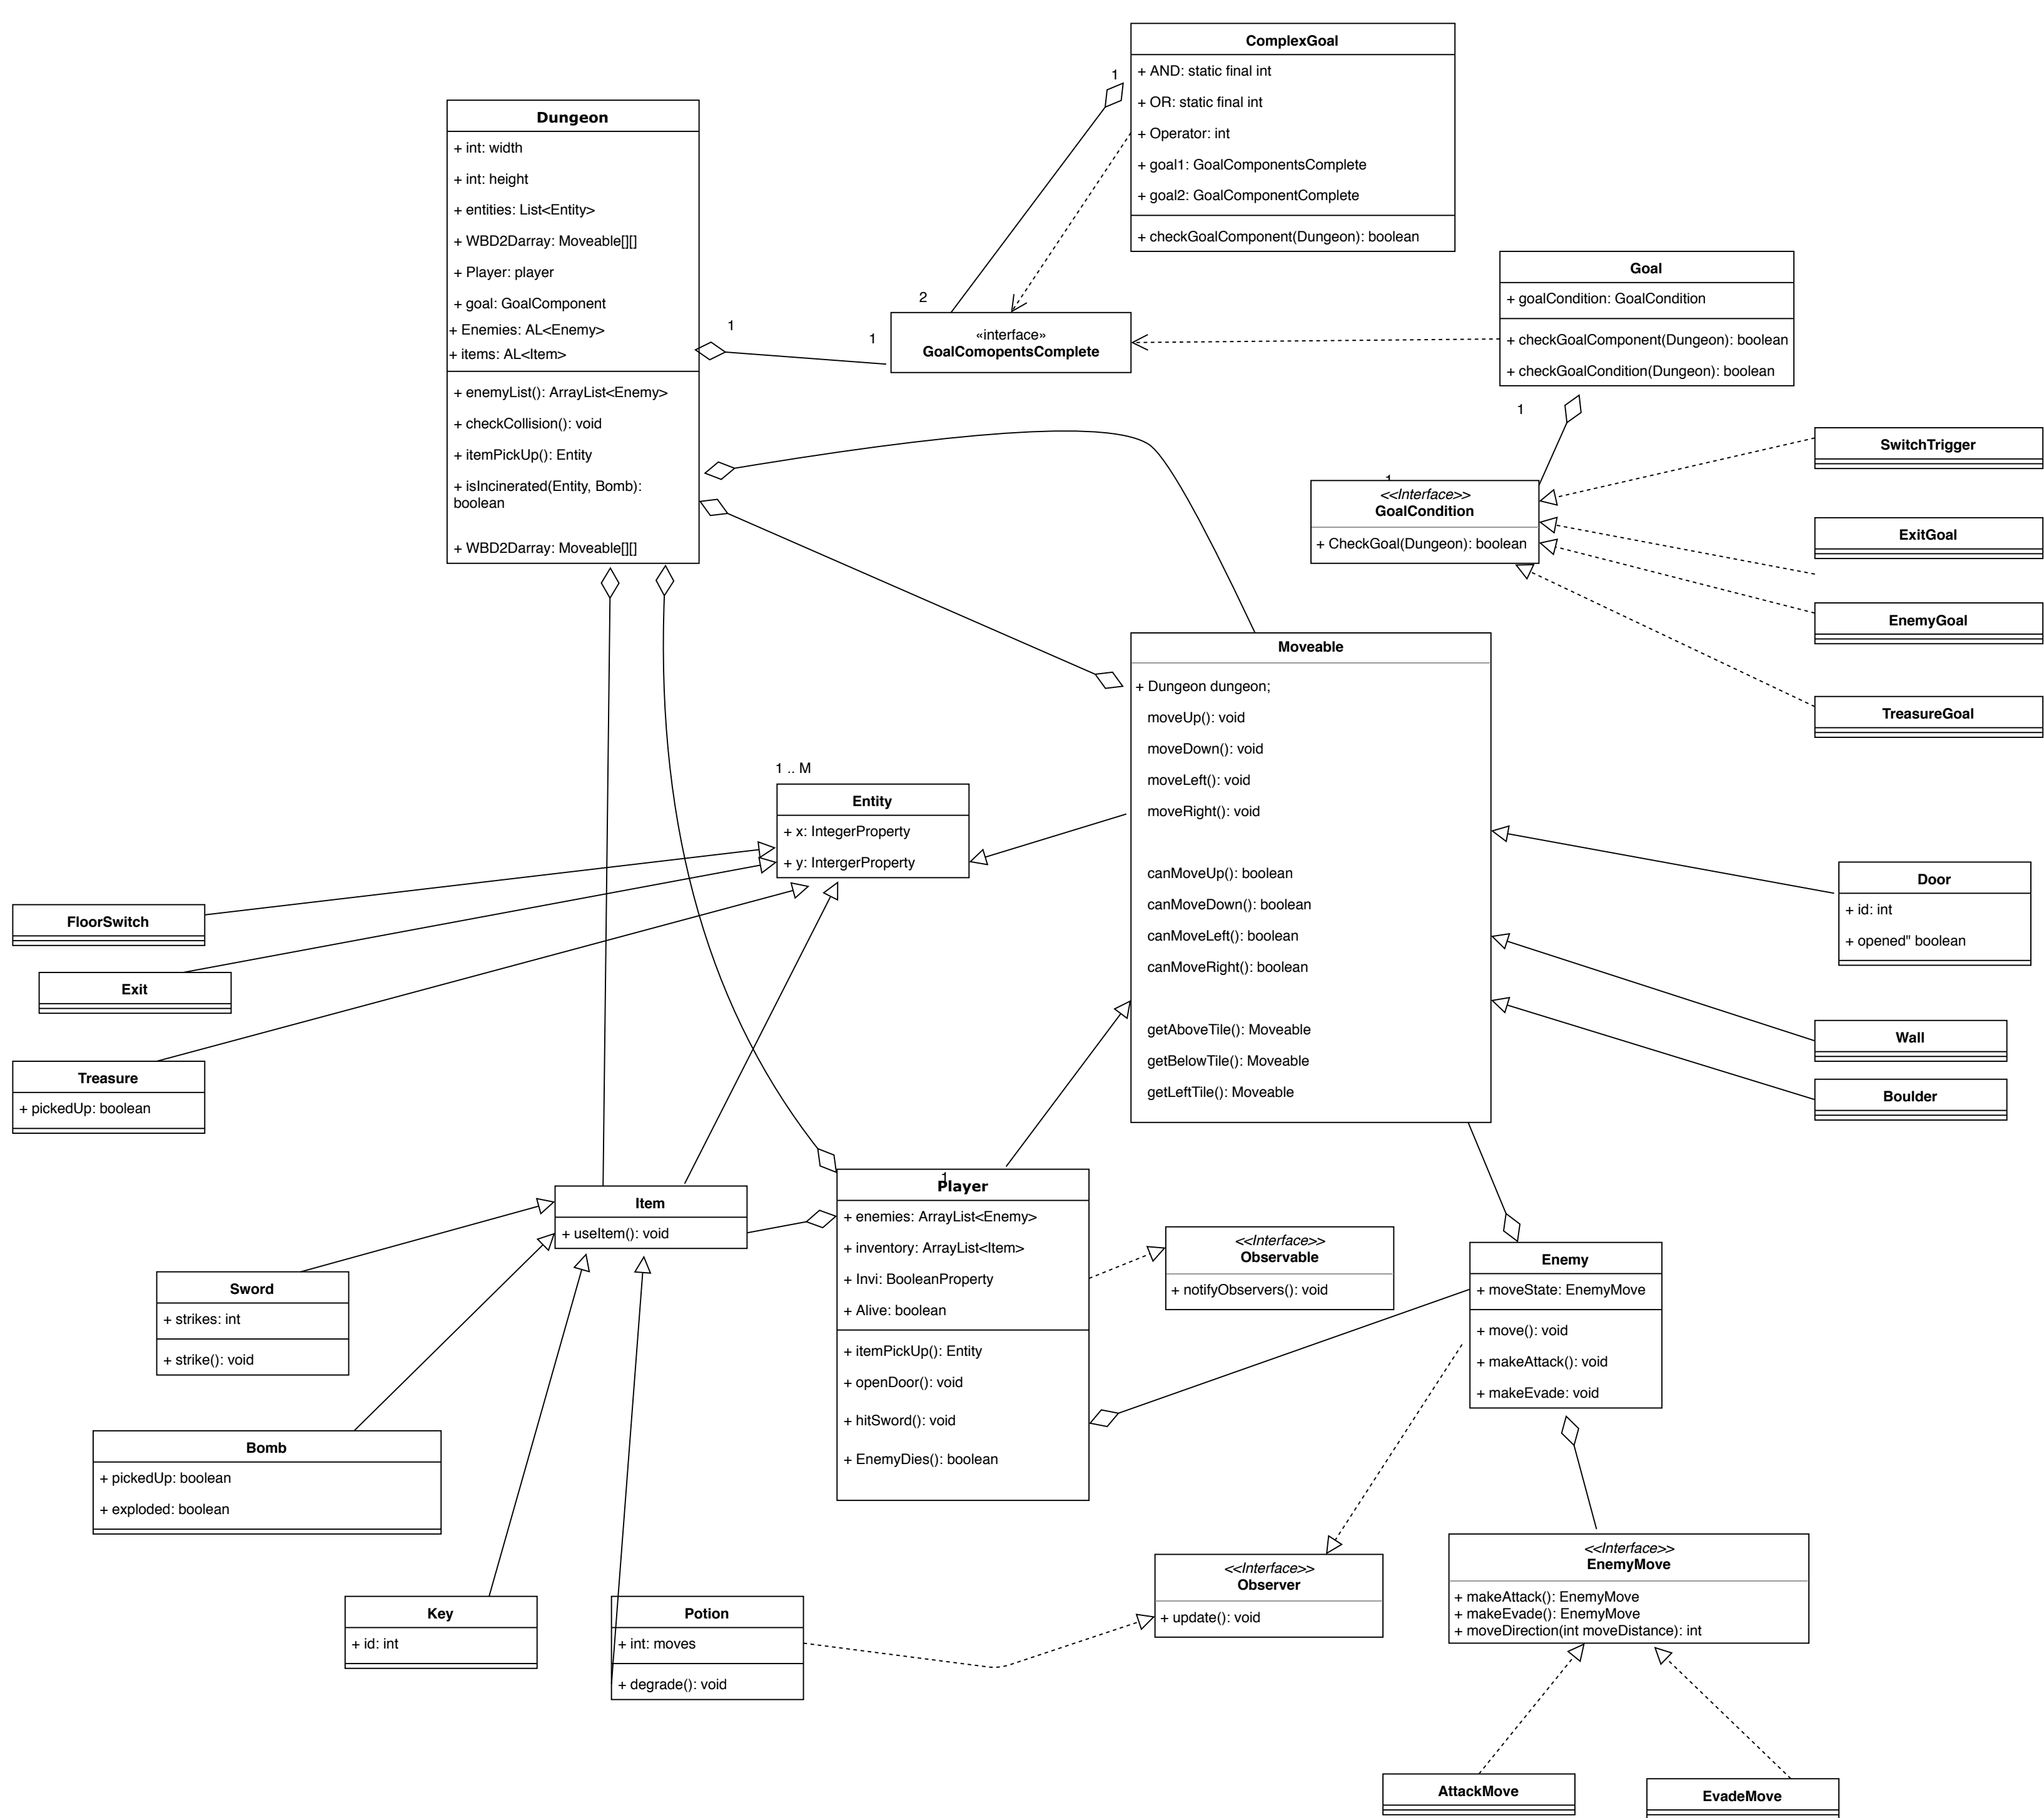 ComplexGoal
+ AND: static final int
+ OR: static final int
+ Operator: int
+ goal1: GoalComponentsComplete
+ goal2: GoalComponentComplete
+ checkGoalComponent(Dungeon): boolean
1
2
Dungeon
+ int: width
+ int: height
+ entities: List<Entity>
+ WBD2Darray: Moveable[][]
+ Player: player
+ goal: GoalComponent
+ Enemies: AL<Enemy>
+ items: AL<Item>
+ enemyList(): ArrayList<Enemy>
+ checkCollision(): void
+ itemPickUp(): Entity
+ isIncinerated(Entity, Bomb):
boolean
+ WBD2Darray: Moveable[][]
1
1
«interface»
GoalComopentsComplete
Goal
+ goalCondition: GoalCondition
+ checkGoalComponent(Dungeon): boolean
+ checkGoalCondition(Dungeon): boolean
1
1
<<Interface>>
GoalCondition
+ CheckGoal(Dungeon): boolean
SwitchTrigger
ExitGoal
EnemyGoal
TreasureGoal
Moveable
+ Dungeon dungeon;
moveUp(): void
moveDown(): void
moveLeft(): void
moveRight(): void
canMoveUp(): boolean
canMoveDown(): boolean
canMoveLeft(): boolean
canMoveRight(): boolean
getAboveTile(): Moveable
getBelowTile(): Moveable
getLeftTile(): Moveable
1 .. M
Entity
+ x: IntegerProperty
+ y: IntergerProperty
FloorSwitch
Exit
Treasure
+ pickedUp: boolean
Door
+ id: int
+ opened" boolean
Wall
Boulder
Item
+ useItem(): void
1
Player
+ enemies: ArrayList<Enemy>
+ inventory: ArrayList<Item>
+ Invi: BooleanProperty
+ Alive: boolean
+ itemPickUp(): Entity
+ openDoor(): void
+ hitSword(): void
+ EnemyDies(): boolean
<<Interface>>
Observable
+ notifyObservers(): void
Enemy
+ moveState: EnemyMove
+ move(): void
+ makeAttack(): void
+ makeEvade: void
Sword
+ strikes: int
+ strike(): void
Bomb
+ pickedUp: boolean
+ exploded: boolean
Key
+ id: int
Potion
+ int: moves
+ degrade(): void
<<Interface>>
Observer
+ update(): void
<<Interface>>
EnemyMove
+ makeAttack(): EnemyMove
+ makeEvade(): EnemyMove
+ moveDirection(int moveDistance): int
AttackMove
EvadeMove